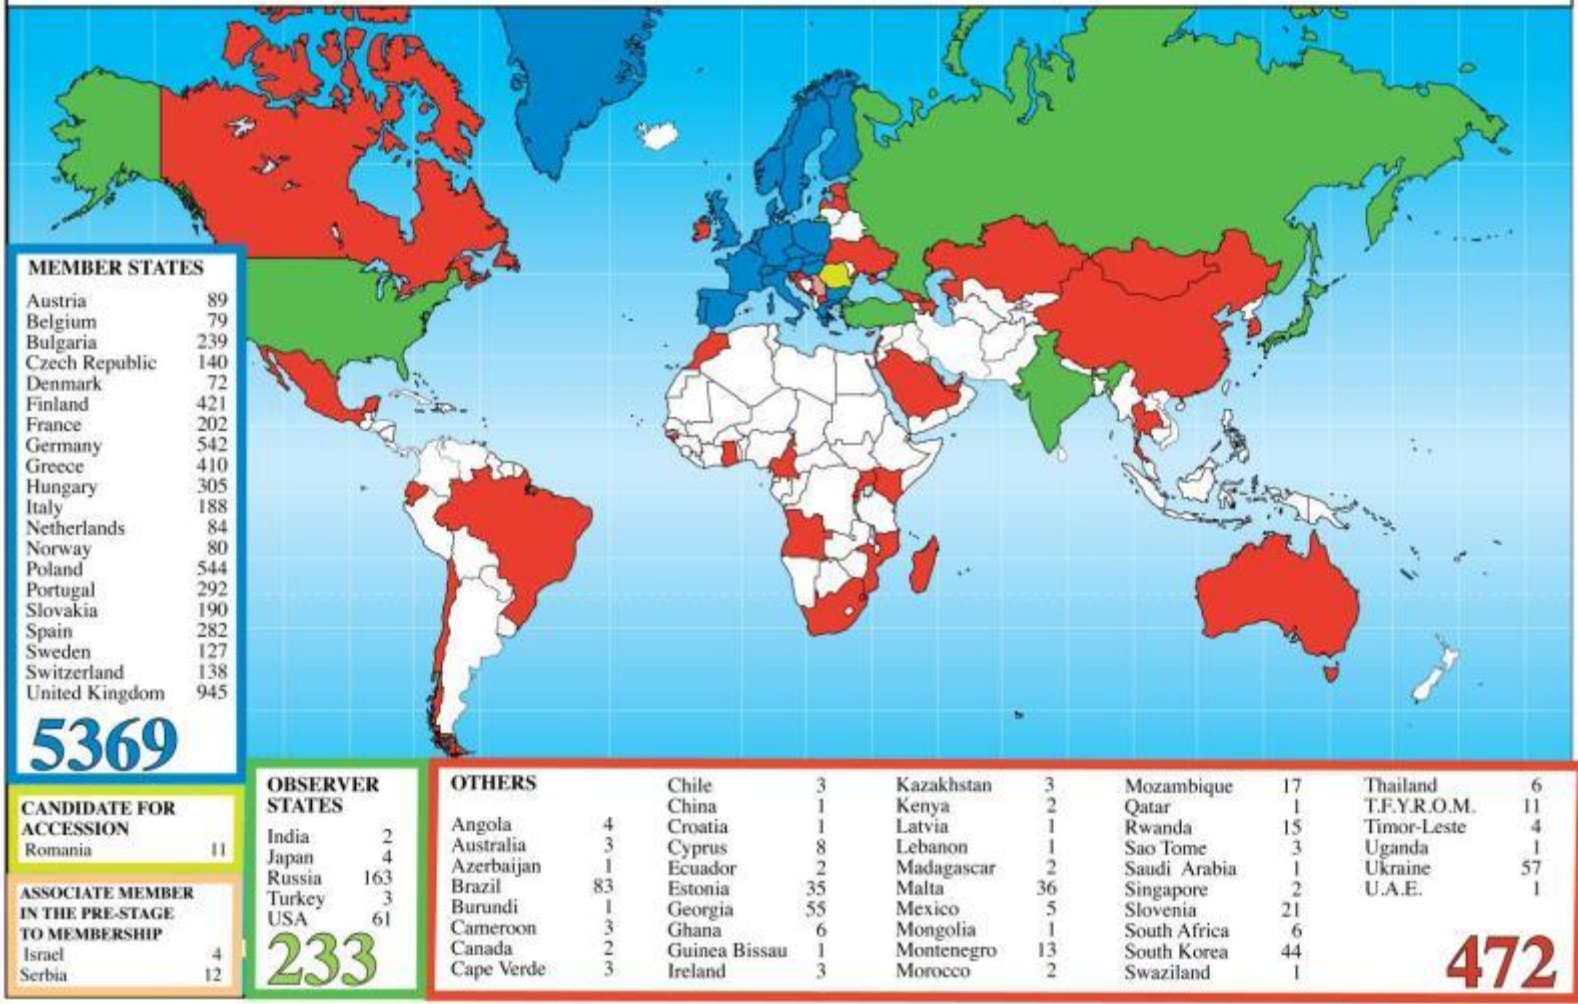 MEMBER STATES
Austria 89
Belgium 79
Bulgaria 239
Czech Republic 140
Denmark 72
Finland 421
France 202
Germany 542
Greece 410
Hungary 305
Italy 188
Netherlands 84
Norway 80
Poland 544
Portugal 292
Slovakia 190
Spain 282
Sweden 127
Switzerland 138
United Kingdom 945
5369
CANDIDATE FOR
ACCESSION
Romania 11
ASSOCIATE MEMBER
IN THE PRE-STAGE
TO MEMBERSHIP
Israel 4
Serbia 12
OBSERVER
STATES
India 2
Japan 4
Russia 163
Turkey 3
USA 61
233
OTHERS
Angola 4
Australia 3
Azerbaijan 1
Brazil 83
Burundi 1
Cameroon 3
Canada 2
Cape Verde 3
Chile 3
China 1
Croatia 1
Cyprus 8
Ecuador 2
Estonia 35
Georgia 55
Ghana 6
Guinea Bissau 1
Ireland 3
Kazakhstan 3
Kenya 2
Latvia 1
Lebanon 1
Madagascar 2
Malta 36
Mexico 5
Mongolia 1
Montenegro 13
Morocco 2
Mozambique 17
Qatar 1
Rwanda 15
Sao Tome 3
Saudi Arabia 1
Singapore 2
Slovenia 21
South Africa 6
South Korea 44
Swaziland 1
Thailand 6
T.F.Y.R.O.M. 11
Timor-Leste 4
Uganda 1
Ukraine 57
U.A.E. 1
472